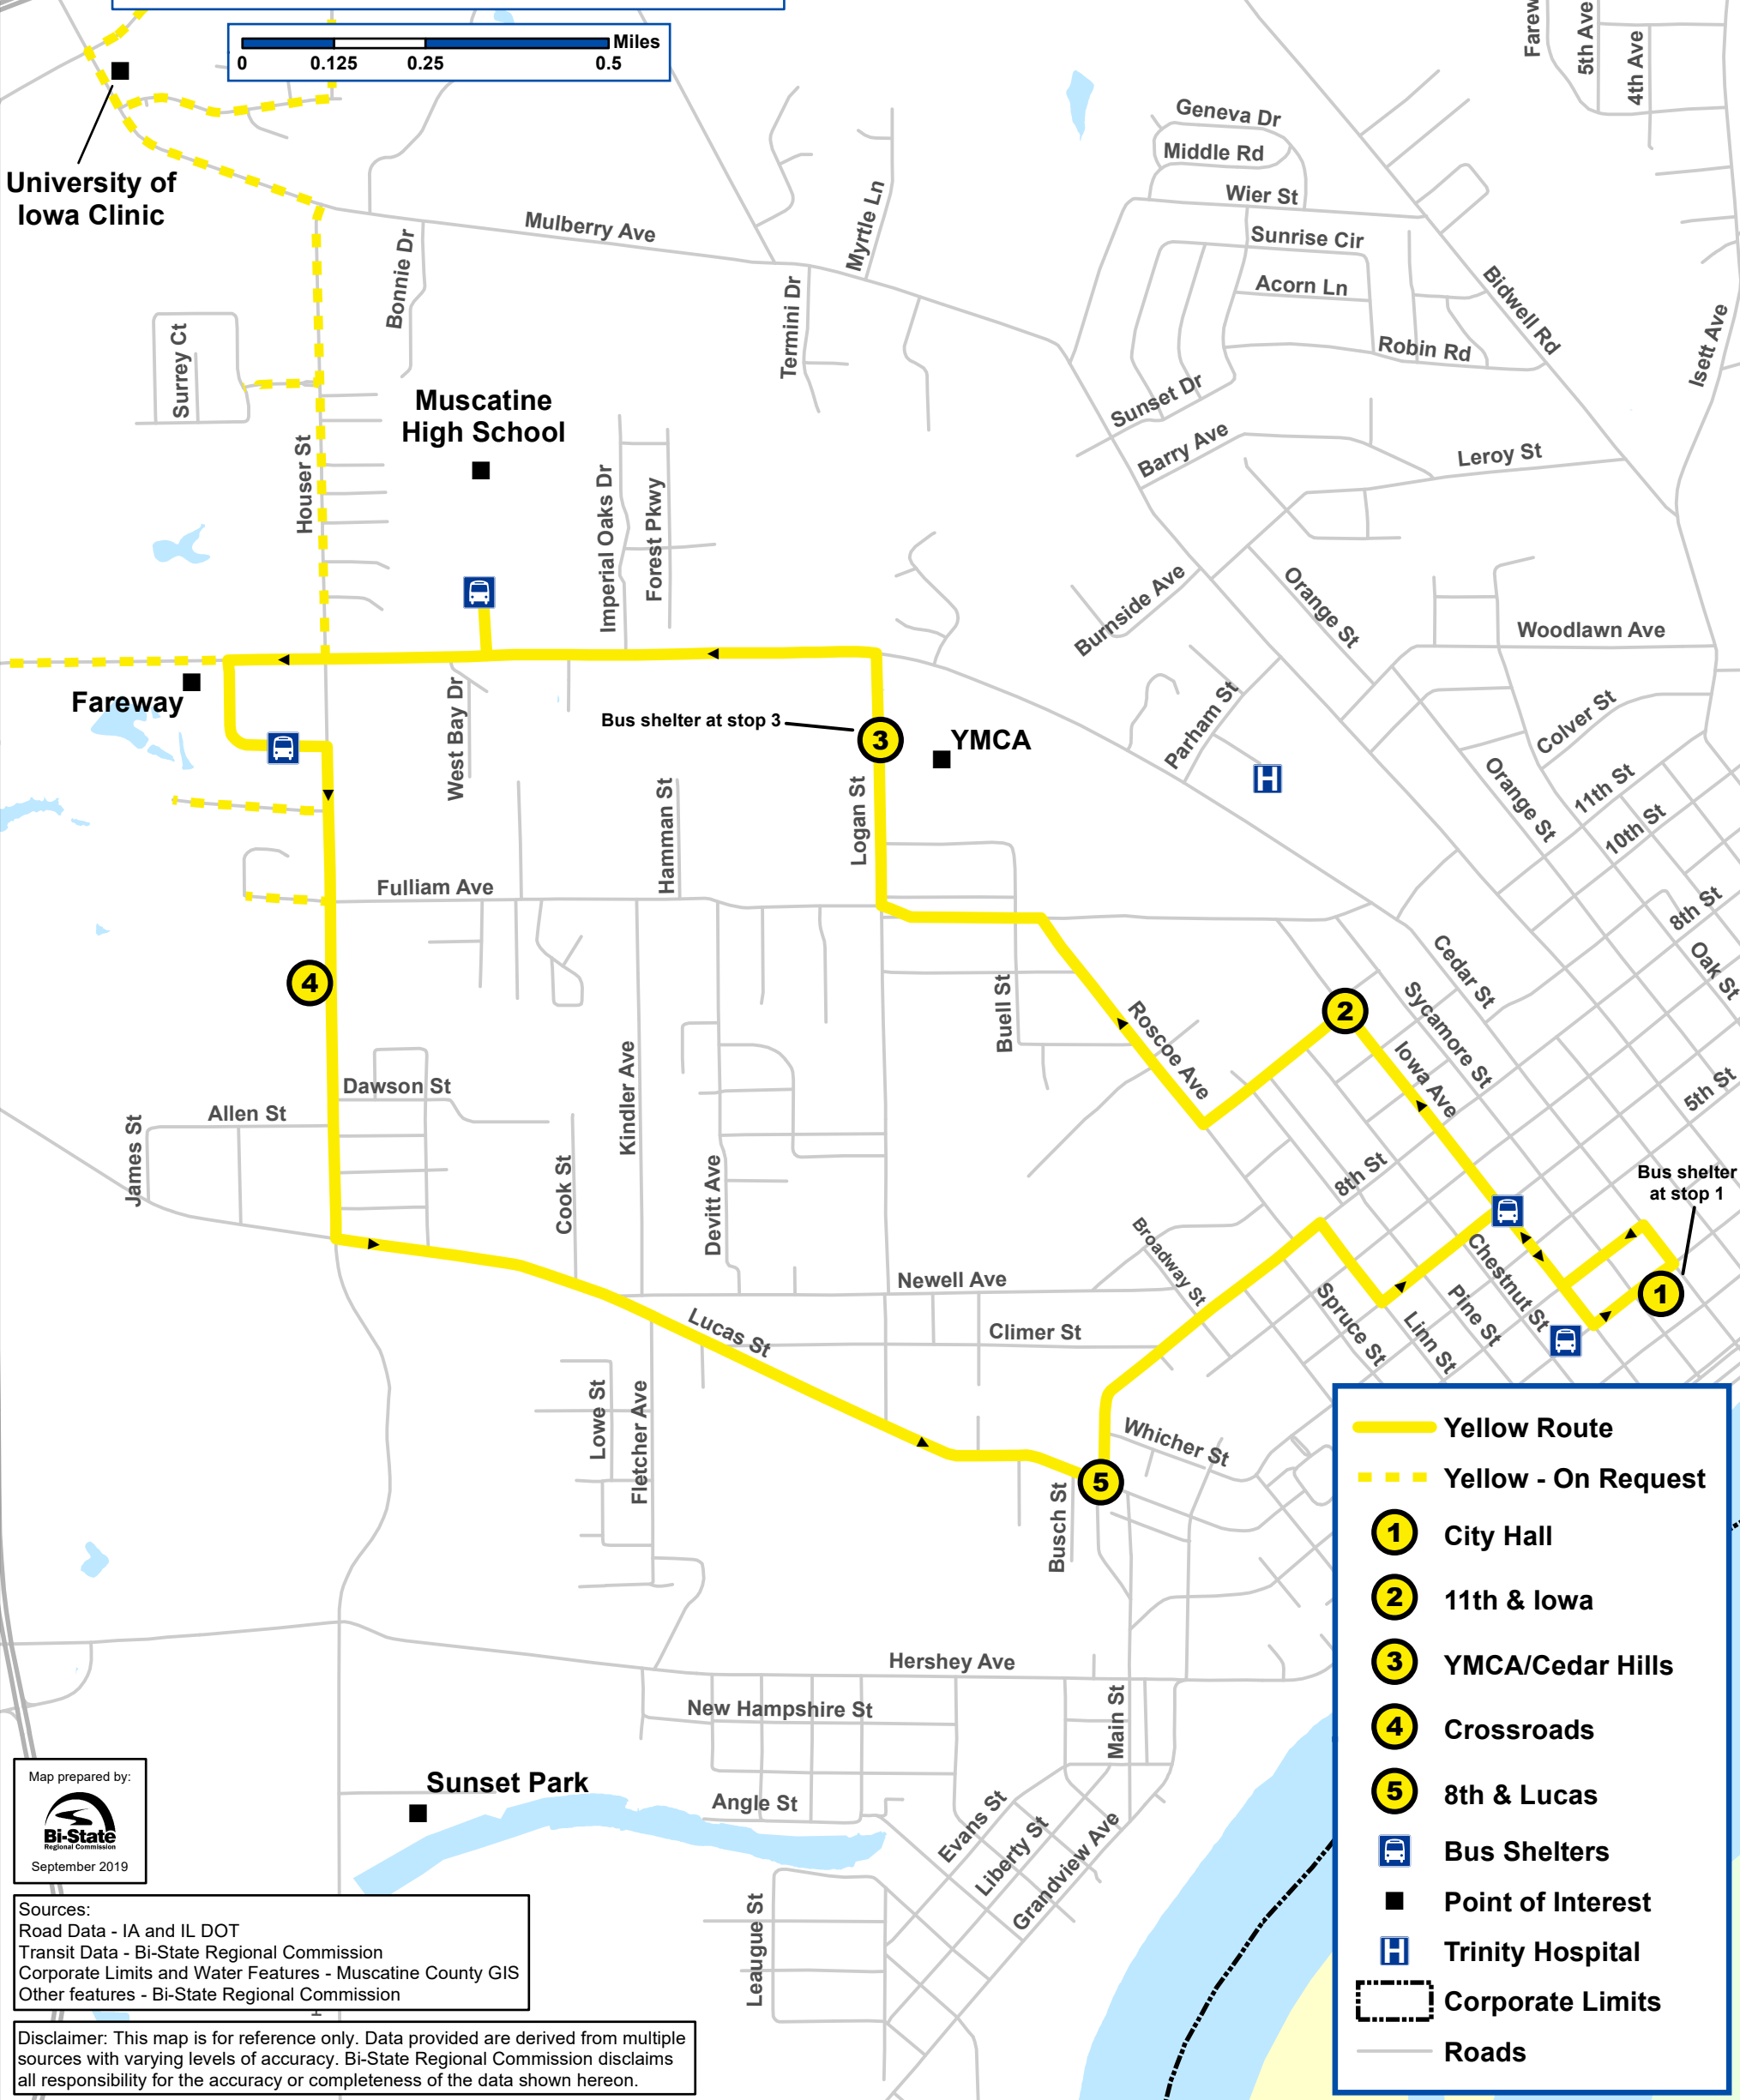 Miles
0 0.125 0.25 0.5
Farew
5th Ave
4th Ave
University of
Iowa Clinic
Geneva Dr
Middle Rd
Wier St
Sunrise Cir
Acorn Ln
Robin Rd
Bidwell Rd
Isett Ave
Mulberry Ave
Myrtle Ln
Bonnie Dr
Termini Dr
Surrey Ct
Houser St
Muscatine
High School
Imperial Oaks Dr
Forest Pkwy
Sunset Dr
Barry Ave
Leroy St
Burnside Ave
Orange St
Woodlawn Ave
Fareway
West Bay Dr
Bus shelter at stop 3
3
YMCA
Parham St
H
Colver St
Orange St
11th St
10th St
Hamman St
Logan St
Fulliam Ave
8th St
Oak St
4
Cedar St
Sycamore St
2
Iowa Ave
Buell St
Roscoe Ave
5th St
Dawson St
Allen St
James St
Kindler Ave
Cook St
Devitt Ave
8th St
Bus shelter
at stop 1
Broadway St
Chestnut St
1
Newell Ave
Spruce St
Linn St
Pine St
Lucas St
Climer St
Lowe St
Fletcher Ave
Whicher St
5
Busch St
Hershey Ave
New Hampshire St
Main St
Sunset Park
Angle St
Evans St
Liberty St
Grandview Ave
Leaugue St
Yellow Route
Yellow - On Request
1 City Hall
2 11th & Iowa
3 YMCA/Cedar Hills
4 Crossroads
5 8th & Lucas
Bus Shelters
Point of Interest
H Trinity Hospital
Corporate Limits
Roads
Map prepared by:
Bi-State
Regional Commission
September 2019
Sources:
Road Data - IA and IL DOT
Transit Data - Bi-State Regional Commission
Corporate Limits and Water Features - Muscatine County GIS
Other features - Bi-State Regional Commission
Disclaimer: This map is for reference only. Data provided are derived from multiple
sources with varying levels of accuracy. Bi-State Regional Commission disclaims
all responsibility for the accuracy or completeness of the data shown hereon.